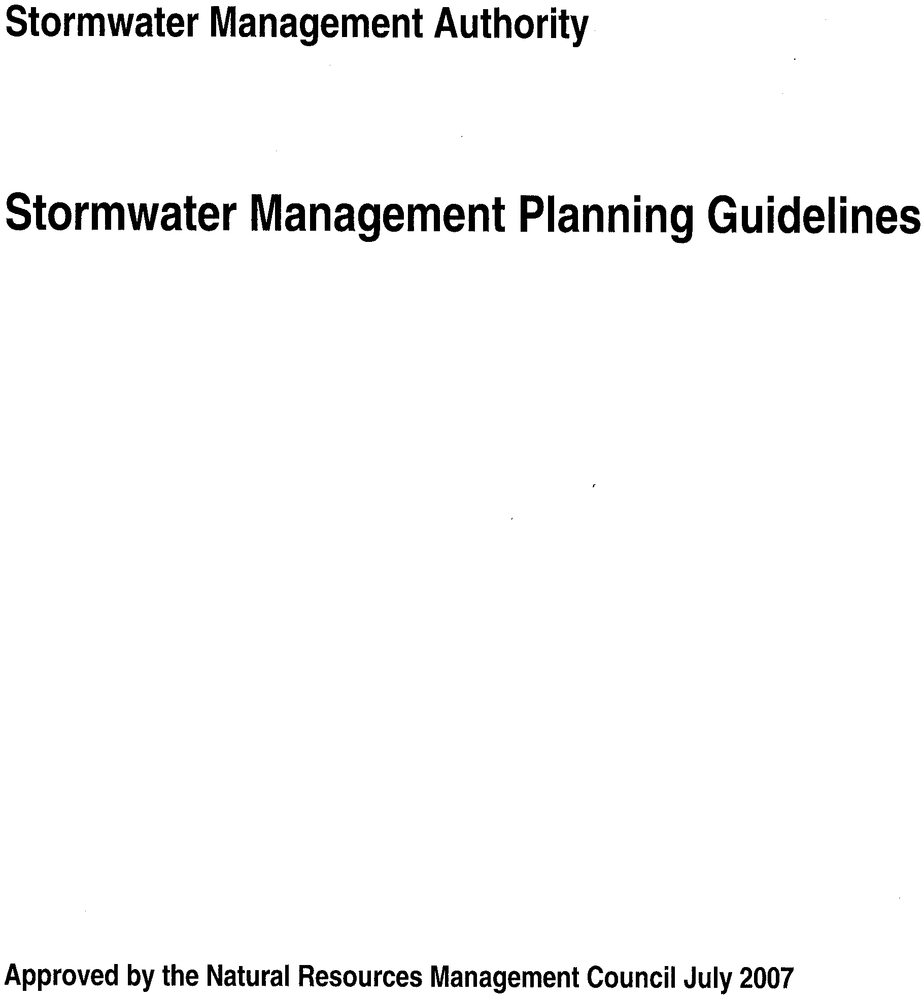 Stormwater Management Authority
Stormwater Management Planning Guidelines
Approved by the Natural Resources Management Council July 2007